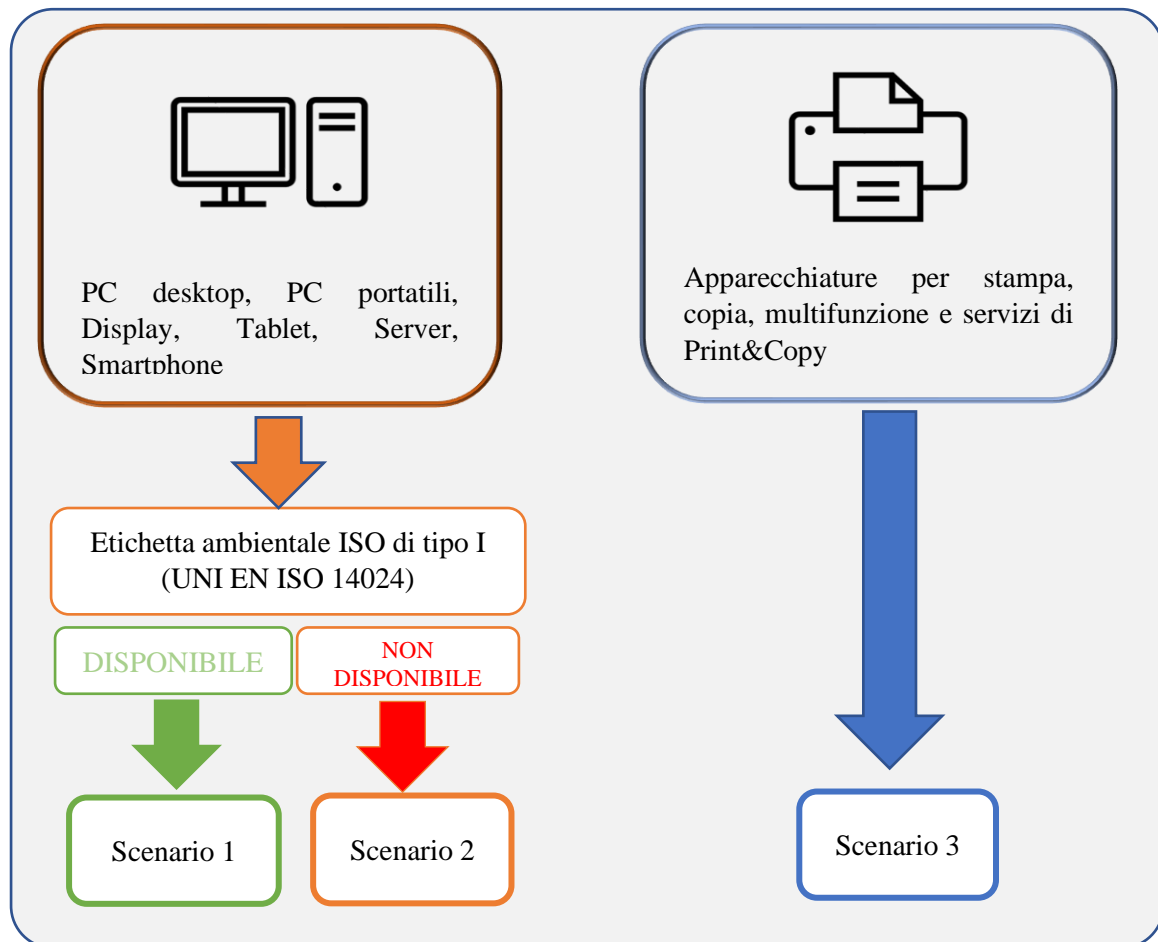 PC desktop, PC portatili,
Display, Tablet, Server,
Smartphone
Apparecchiature per stampa,
copia, multifunzione e servizi di
Print&Copy
Etichetta ambientale ISO di tipo I
(UNI EN ISO 14024)
DISPONIBILE
NON
DISPONIBILE
Scenario 1
Scenario 2
Scenario 3